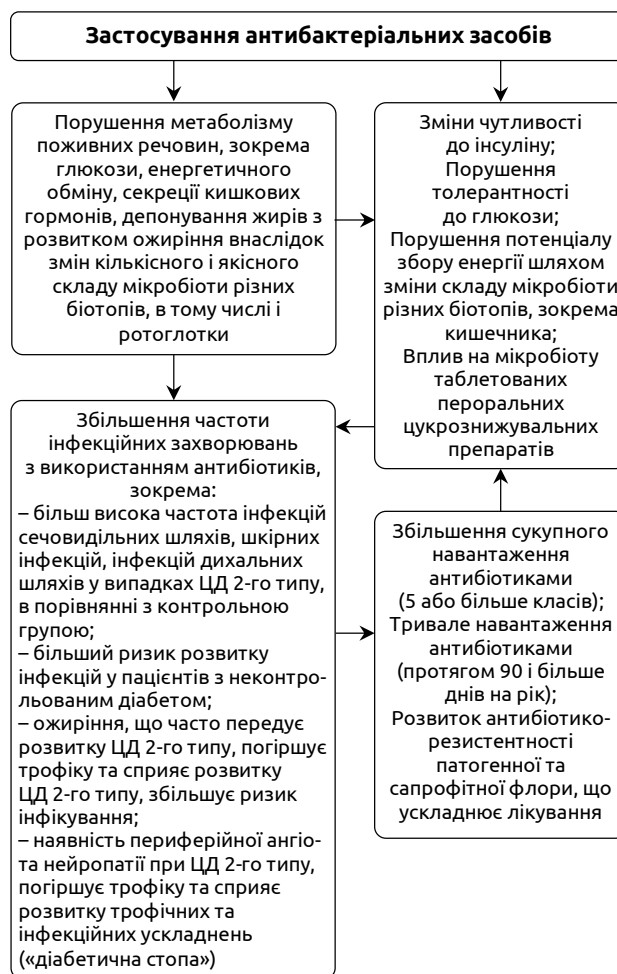 Застосування антибактеріальних засобів
Порушення метаболізму
поживних речовин, зокрема
глюкози, енергетичного
обміну, секреції кишкових
гормонів, депонування жирів з
розвитком ожиріння внаслідок
змін кількісного і якісного
складу мікробіоти різних
біотопів, в тому числі і
ротоглотки
Зміни чутливості
до інсуліну;
Порушення
толерантності
до глюкози;
Порушення потенціалу
збору енергії шляхом
зміни складу мікробіоти
різних біотопів, зокрема
кишечника;
Вплив на мікробіоту
таблетованих
пероральних
цукрознижувальних
препаратів
Збільшення частоти
інфекційних захворювань
з використанням антибіотиків,
зокрема:
– більш висока частота інфекцій
сечовидільних шляхів, шкірних
інфекцій, інфекцій дихальних
шляхів у випадках ЦД 2-го типу,
в порівнянні з контрольною
групою;
– більший ризик розвитку
інфекцій у пацієнтів з неконтро-
льованим діабетом;
– ожиріння, що часто передує
розвитку ЦД 2-го типу, погіршує
трофіку та сприяє розвитку
ЦД 2-го типу, збільшує ризик
інфікування;
– наявність периферійної ангіо-
та нейропатії при ЦД 2-го типу,
погіршує трофіку та сприяє
розвитку трофічних та
інфекційних ускладнень
(«діабетична стопа»)
Збільшення сукупного
навантаження
антибіотиками
(5 або більше класів);
Тривале навантаження
антибіотиками
(протягом 90 і більше
днів на рік);
Розвиток антибіотико-
резистентності
патогенної та
сапрофітної флори, що
ускладнює лікування